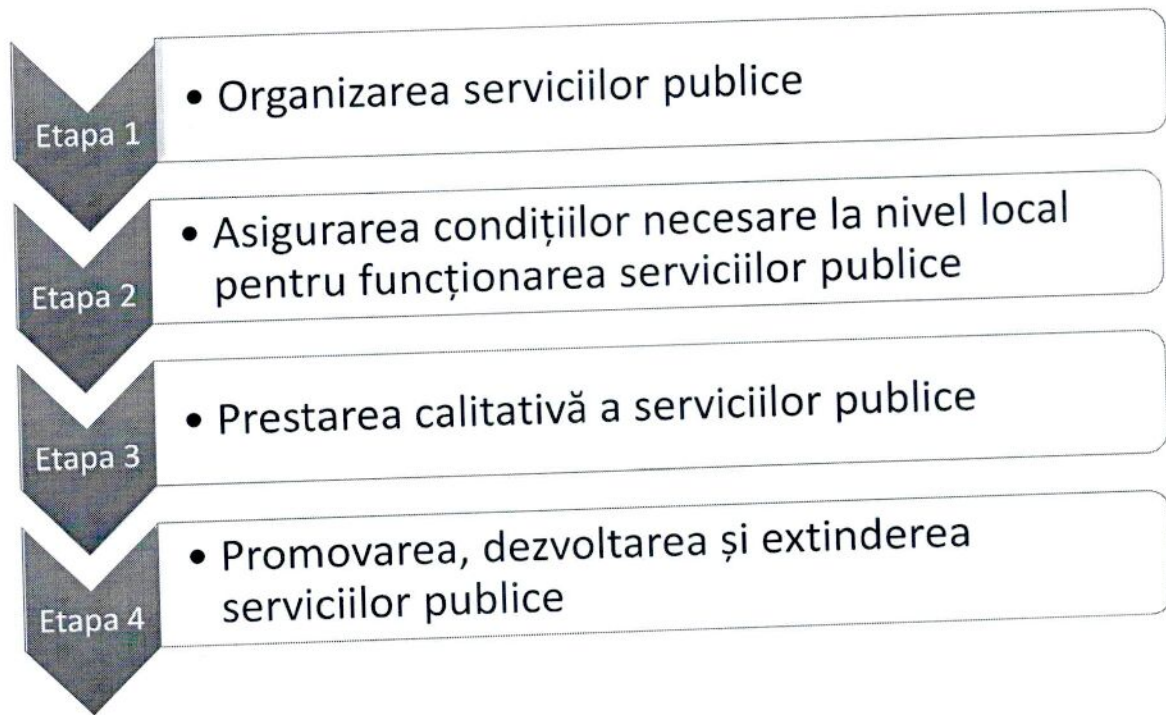 Etapa 1
• Organizarea serviciilor publice
Etapa 2
• Asigurarea condițiilor necesare la nivel local
pentru funcționarea serviciilor publice
Etapa 3
• Prestarea calitativă a serviciilor publice
Etapa 4
• Promovarea, dezvoltarea și extinderea
serviciilor publice